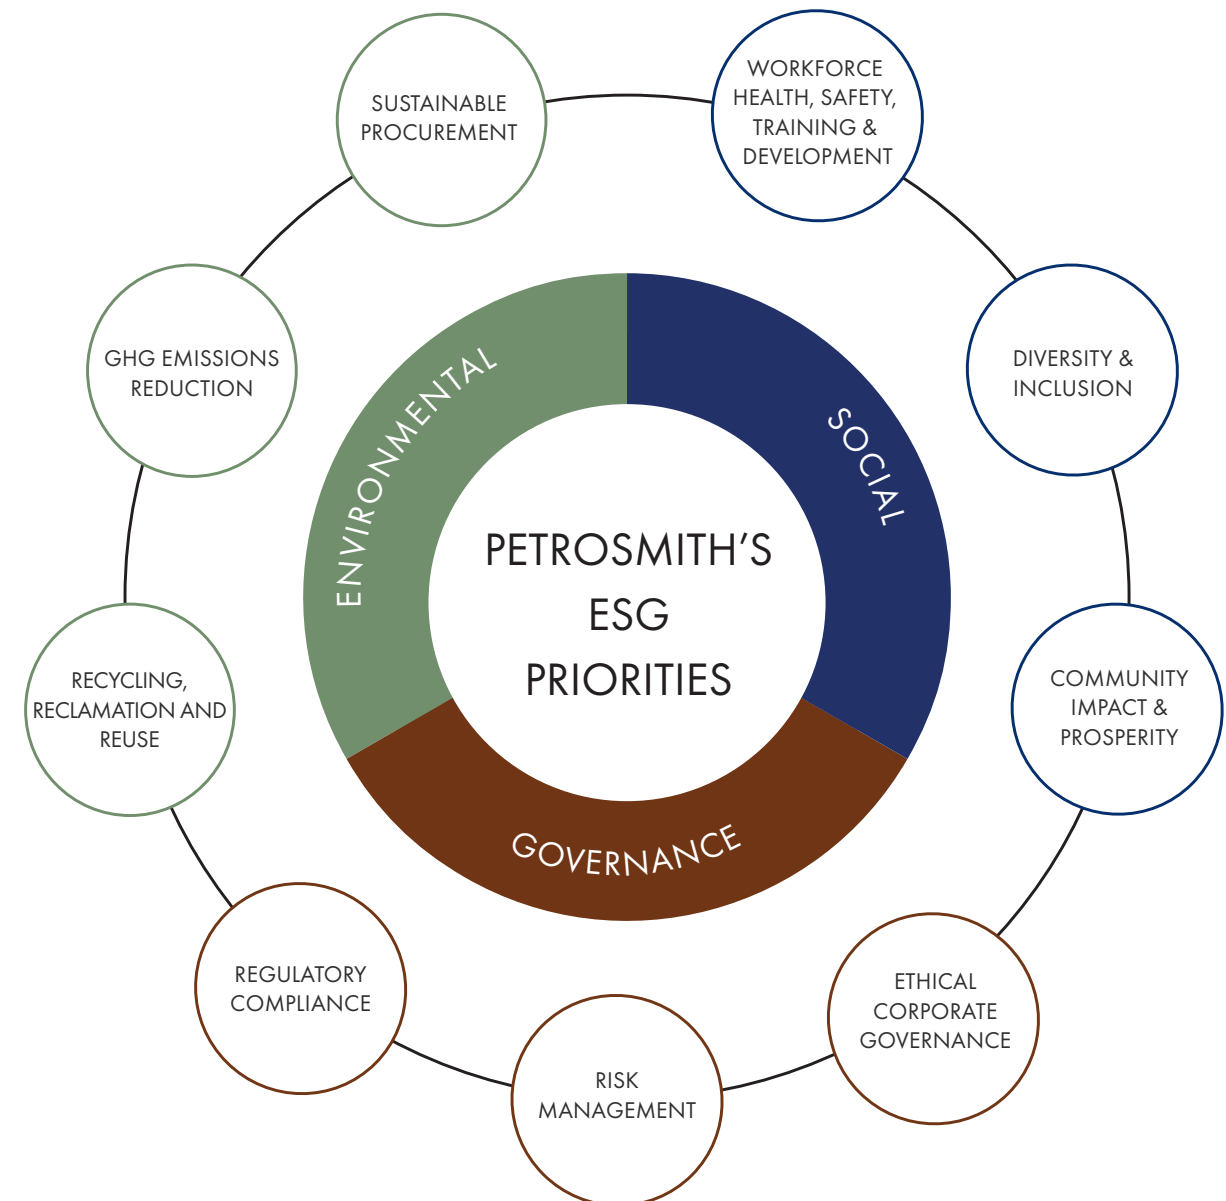 SUSTAINABLE
PROCUREMENT
WORKFORCE
HEALTH, SAFETY,
TRAINING &
DEVELOPMENT
GHG EMISSIONS
REDUCTION
DIVERSITY &
INCLUSION
ENVIRONMENTAL
SOCIAL
PETROSMITH’S
ESG
PRIORITIES
GOVERNANCE
RECYCLING,
RECLAMATION AND
REUSE
COMMUNITY
IMPACT &
PROSPERITY
REGULATORY
COMPLIANCE
RISK
MANAGEMENT
ETHICAL
CORPORATE
GOVERNANCE